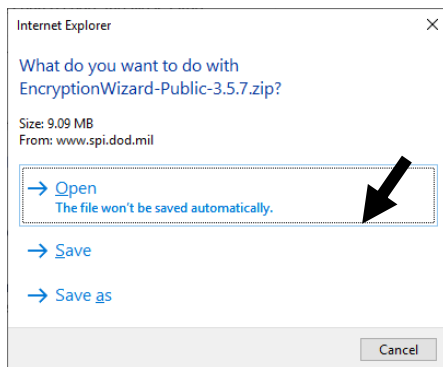 Internet Explorer
What do you want to do with
EncryptionWizard-Public-3.5.7.zip?
Size: 9.09 MB
From: www.spi.dod.mil
Open
The file won't be saved automatically.
Save
Save as
Cancel